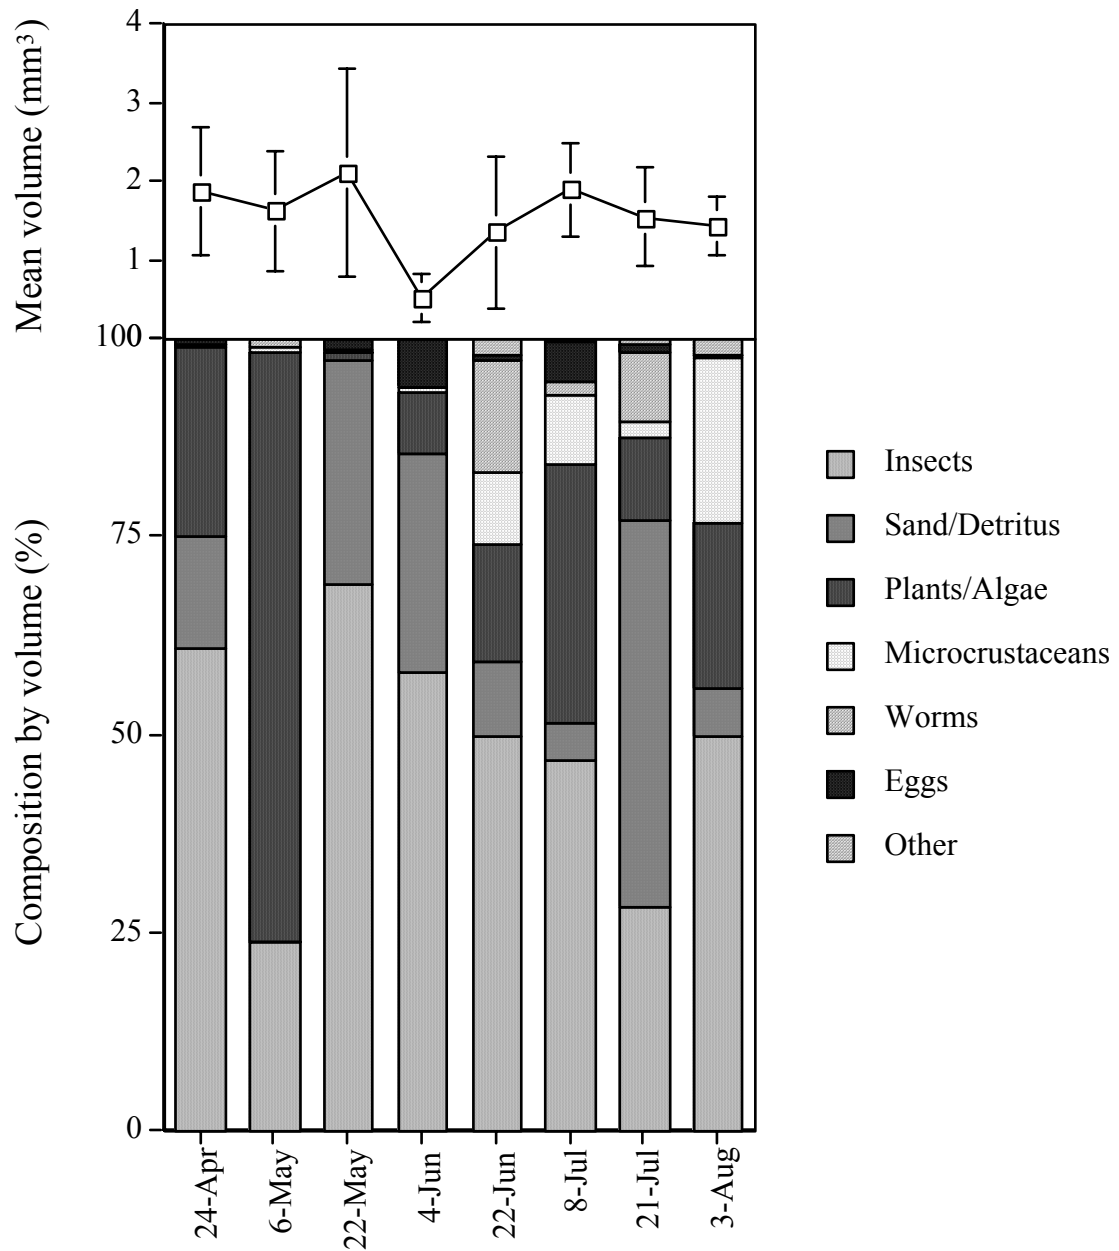 Mean volume (mm³)
4
3
2
1
0
Composition by volume (%)
100
75
50
25
0
Insects
Sand/Detritus
Plants/Algae
Microcrustaceans
Worms
Eggs
Other
24-Apr
6-May
22-May
4-Jun
22-Jun
8-Jul
21-Jul
3-Aug